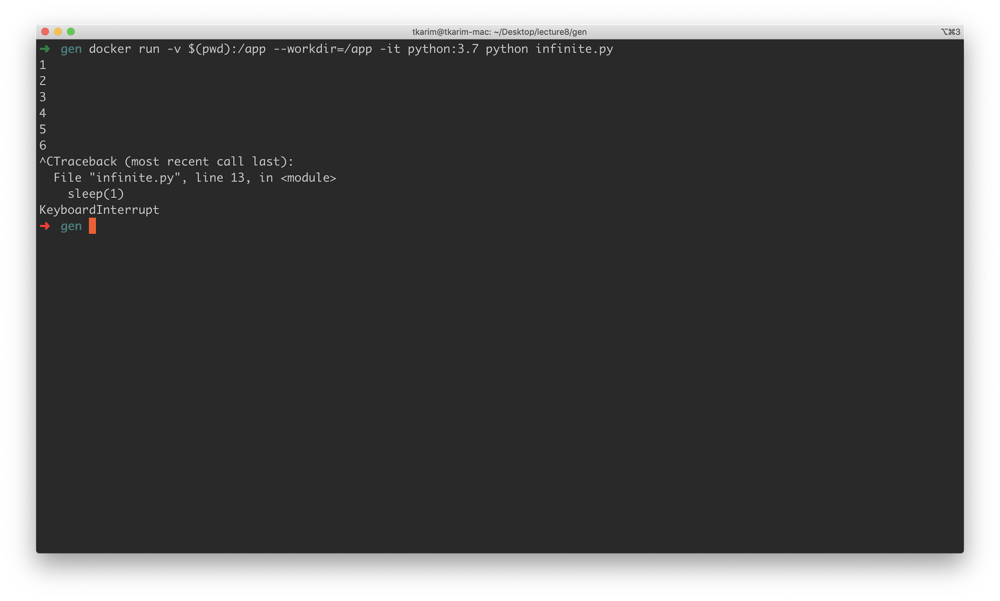 tkarim@tkarim-mac: ~/Desktop/lecture8/gen ⌥⌘3
➜ gen docker run -v $(pwd):/app --workdir=/app -it python:3.7 python infinite.py
1
2
3
4
5
6
^CTraceback (most recent call last):
  File "infinite.py", line 13, in <module>
    sleep(1)
KeyboardInterrupt
➜ gen